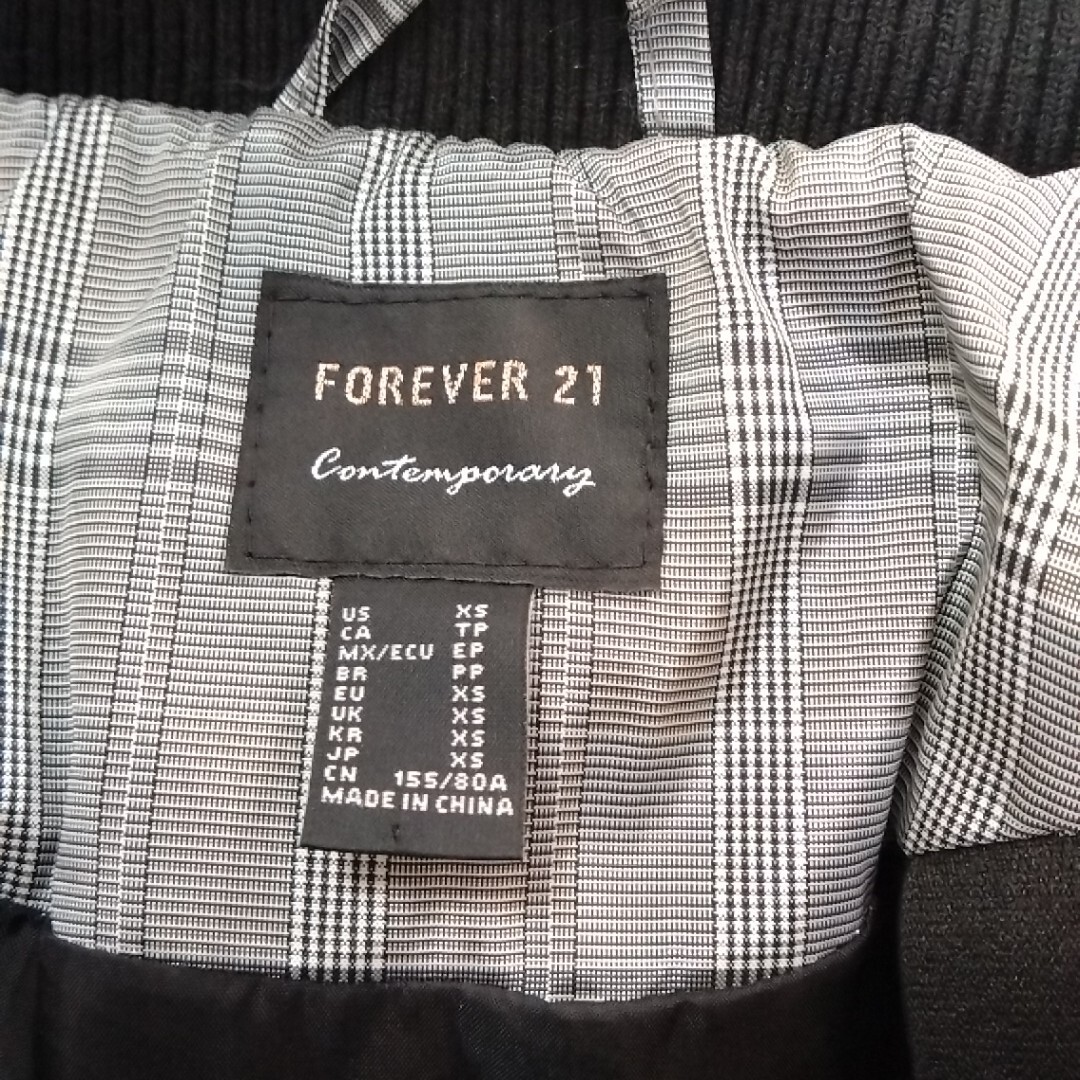 FOREVER 21
Contemporary
US XS
CA TP
MX/ECU EP
BR PP
EU XS
UK XS
KR XS
JP XS
CN 155/80A
MADE IN CHINA